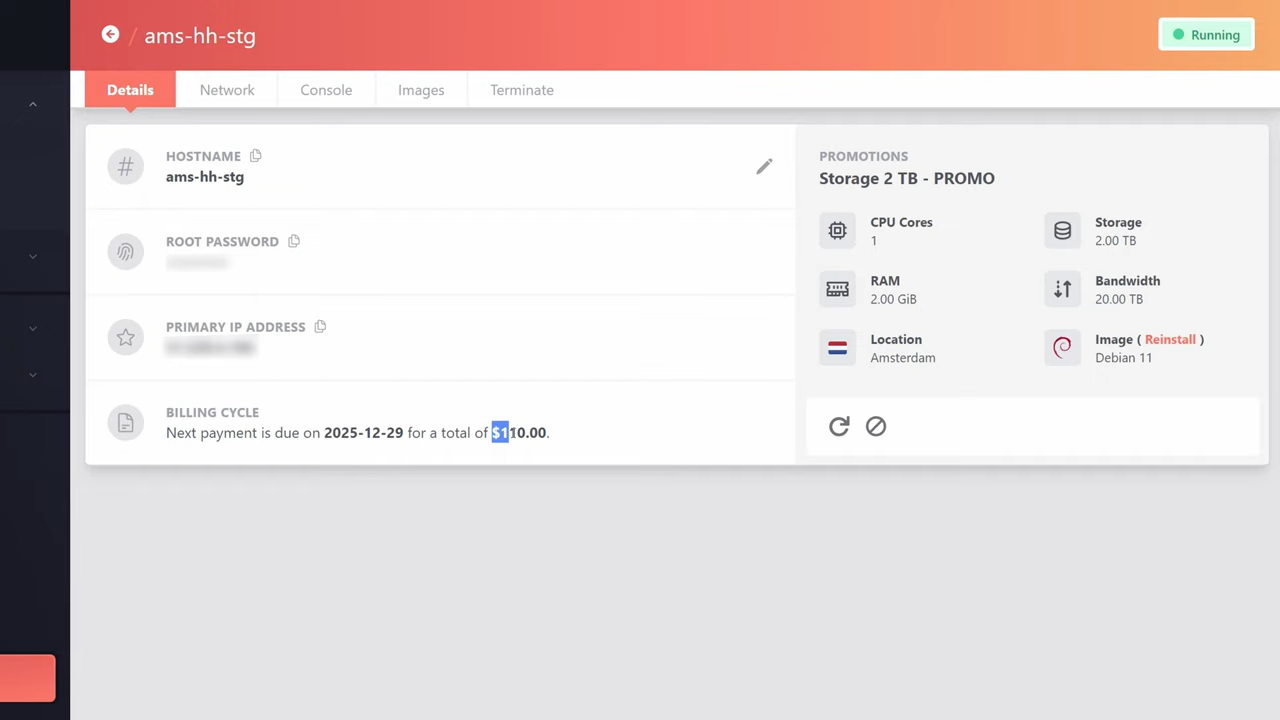 / ams-hh-stg
Running
Details
Network
Console
Images
Terminate
HOSTNAME
ams-hh-stg
ROOT PASSWORD
PRIMARY IP ADDRESS
BILLING CYCLE
Next payment is due on 2025-12-29 for a total of $110.00.
PROMOTIONS
Storage 2 TB - PROMO
CPU Cores
1
Storage
2.00 TB
RAM
2.00 GiB
Bandwidth
20.00 TB
Location
Amsterdam
Image ( Reinstall )
Debian 11